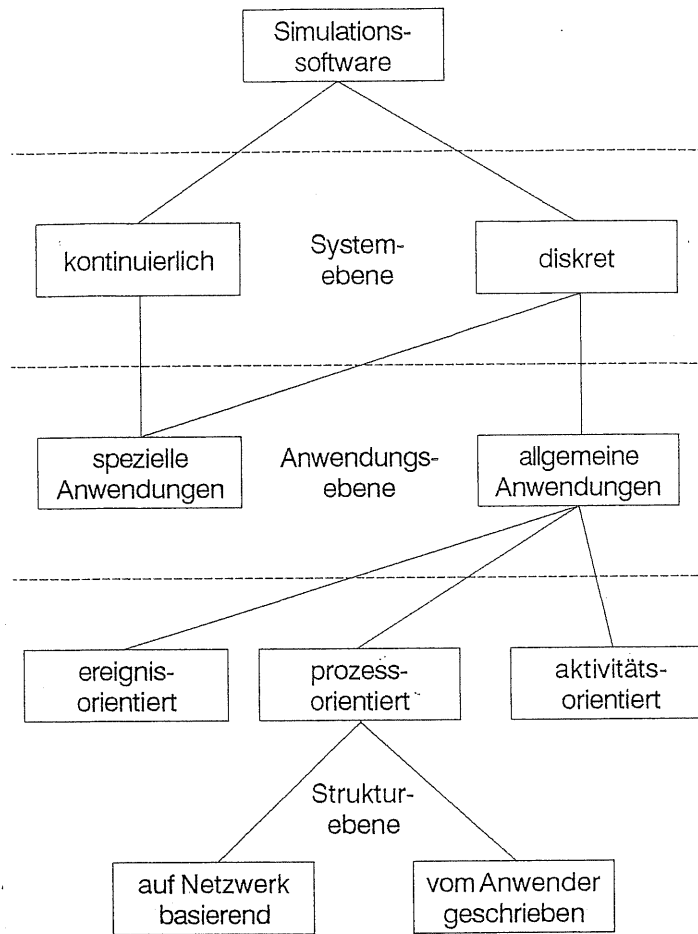 Simulations-
software
kontinuierlich
System-
ebene
diskret
spezielle
Anwendungen
Anwendungs-
ebene
allgemeine
Anwendungen
ereignis-
orientiert
prozess-
orientiert
aktivitäts-
orientiert
Struktur-
ebene
auf Netzwerk
basierend
vom Anwender
geschrieben